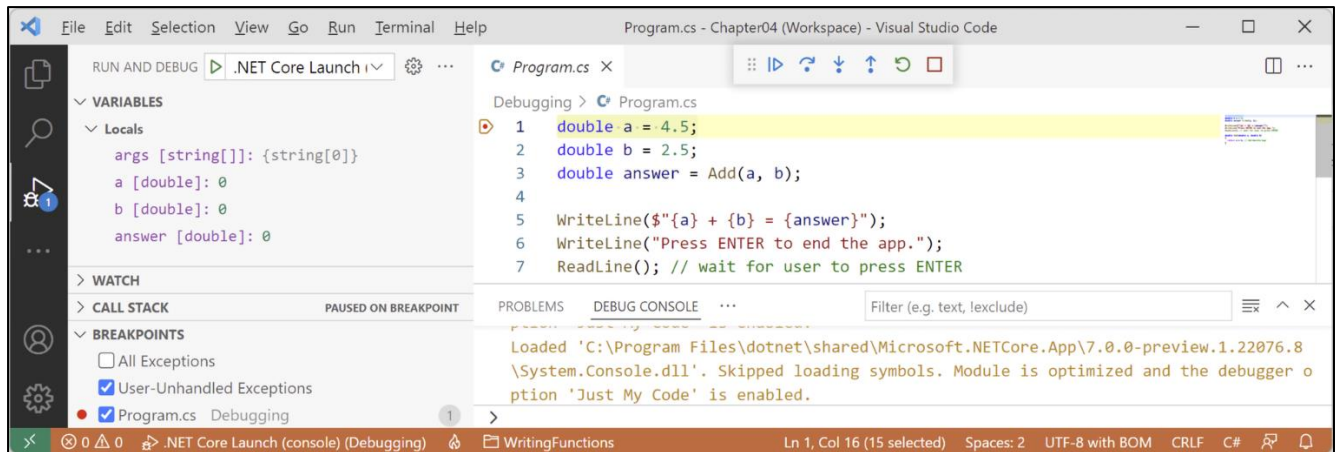 File Edit Selection View Go Run Terminal Help Program.cs - Chapter04 (Workspace) - Visual Studio Code
RUN AND DEBUG .NET Core Launch (
VARIABLES
Locals
args [string[]]: {string[0]}
a [double]: 0
b [double]: 0
answer [double]: 0
WATCH
CALL STACK PAUSED ON BREAKPOINT
BREAKPOINTS
All Exceptions
User-Unhandled Exceptions
Program.cs Debugging 1
1
C# Program.cs
Debugging > C# Program.cs
1 double a = 4.5;
2 double b = 2.5;
3 double answer = Add(a, b);
4
5 WriteLine($"{a} + {b} = {answer}");
6 WriteLine("Press ENTER to end the app.");
7 ReadLine(); // wait for user to press ENTER
PROBLEMS DEBUG CONSOLE ... Filter (e.g. text, !exclude)
ption 'Just My Code' is enabled.
Loaded 'C:\Program Files\dotnet\shared\Microsoft.NETCore.App\7.0.0-preview.1.22076.8
\System.Console.dll'. Skipped loading symbols. Module is optimized and the debugger o
ption 'Just My Code' is enabled.
>
0 0 .NET Core Launch (console) (Debugging) WritingFunctions Ln 1, Col 16 (15 selected) Spaces: 2 UTF-8 with BOM CRLF C#